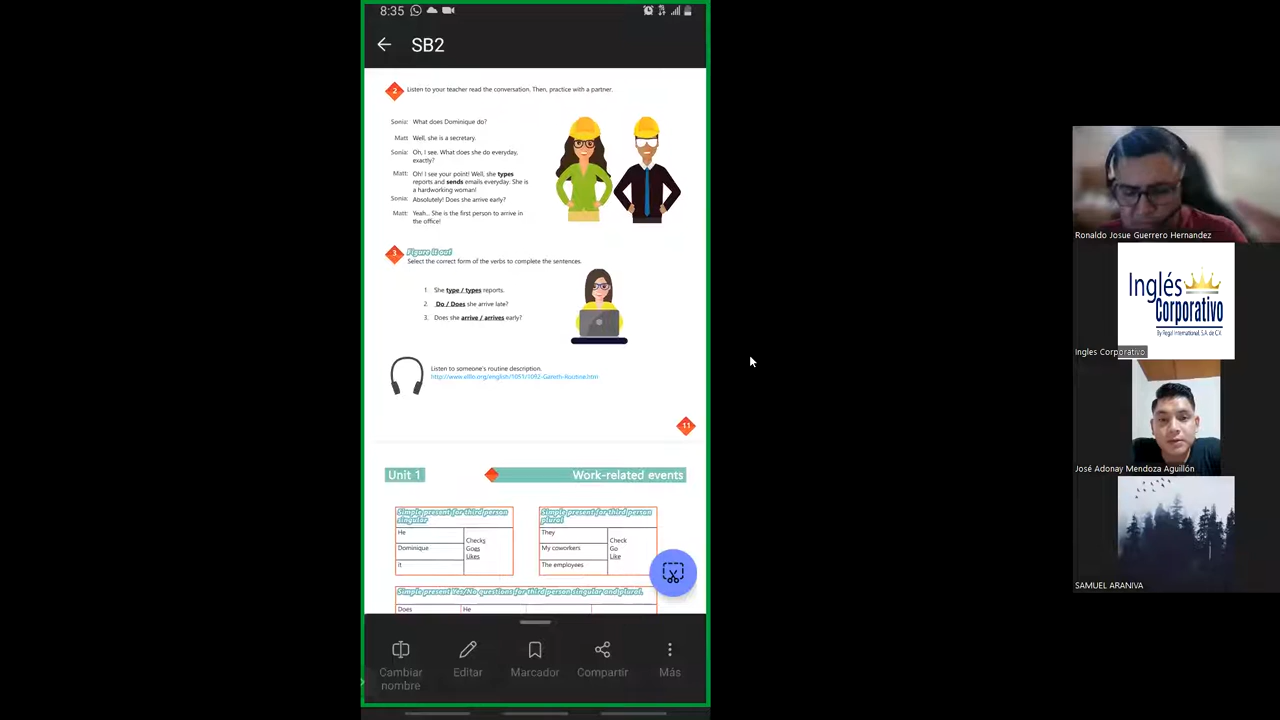 8:35
SB2
2 Listen to your teacher read the conversation. Then, practice with a partner.
Sonia: What does Dominique do?
Matt Well, she is a secretary.
Sonia: Oh, I see. What does she do everyday,
exactly?
Matt: Oh! I see your point! Well, she types
reports and sends emails everyday. She is
a hardworking woman!
Sonia: Absolutely! Does she arrive early?
Matt: Yeah... She is the first person to arrive in
the office!
3 Figure it out
Select the correct form of the verbs to complete the sentences.
1. She type / types reports.
2. Do / Does she arrive late?
3. Does she arrive / arrives early?
Listen to someone's routine description.
11
Unit 1
Work-related events
Simple present for third person
singular
He
Dominique
It
Checks
Goes
Likes
Simple present for third person
plural
They
My coworkers
The employees
Check
Go
Like
Simple present Yes/No questions for third person singular and plural.
Does He
Cambiar
nombre
Editar
Marcador
Compartir
Más
Ronaldo Josue Guerrero Hernandez
Inglés
Corporativo
By Regal International, S.A. de C.V.
Ingles Corporativo
José Adonay Mendoza Aguillón
SAMUEL ARANIVA